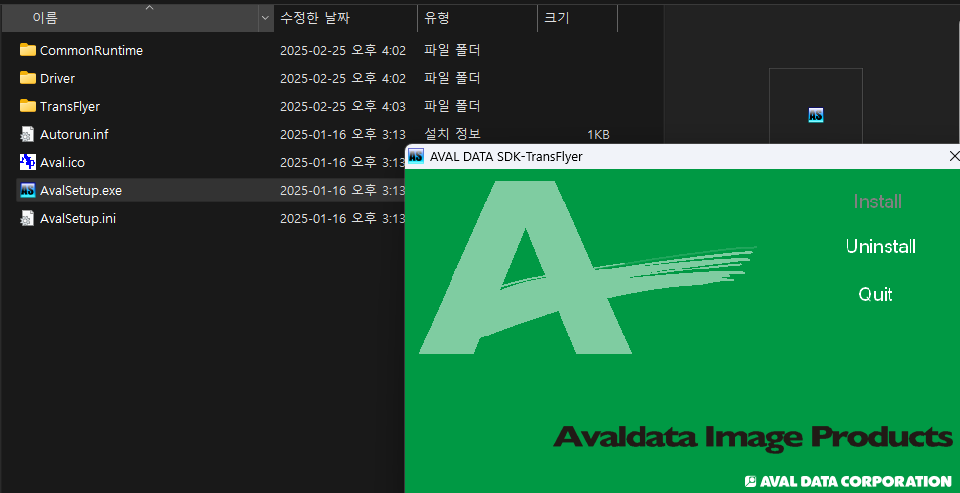 이름 수정한 날짜 유형 크기
CommonRuntime 2025-02-25 오후 4:02 파일 폴더
Driver 2025-02-25 오후 4:02 파일 폴더
TransFlyer 2025-02-25 오후 4:03 파일 폴더
Autorun.inf 2025-01-16 오후 3:13 설치 정보 1KB
Aval.ico 2025-01-16 오후 3:13
AvalSetup.exe 2025-01-16 오후 3:13
AvalSetup.ini 2025-01-16 오후 3:13
AS
AVAL DATA SDK-TransFlyer
Install
Uninstall
Quit
Avaldata Image Products
AVAL DATA CORPORATION